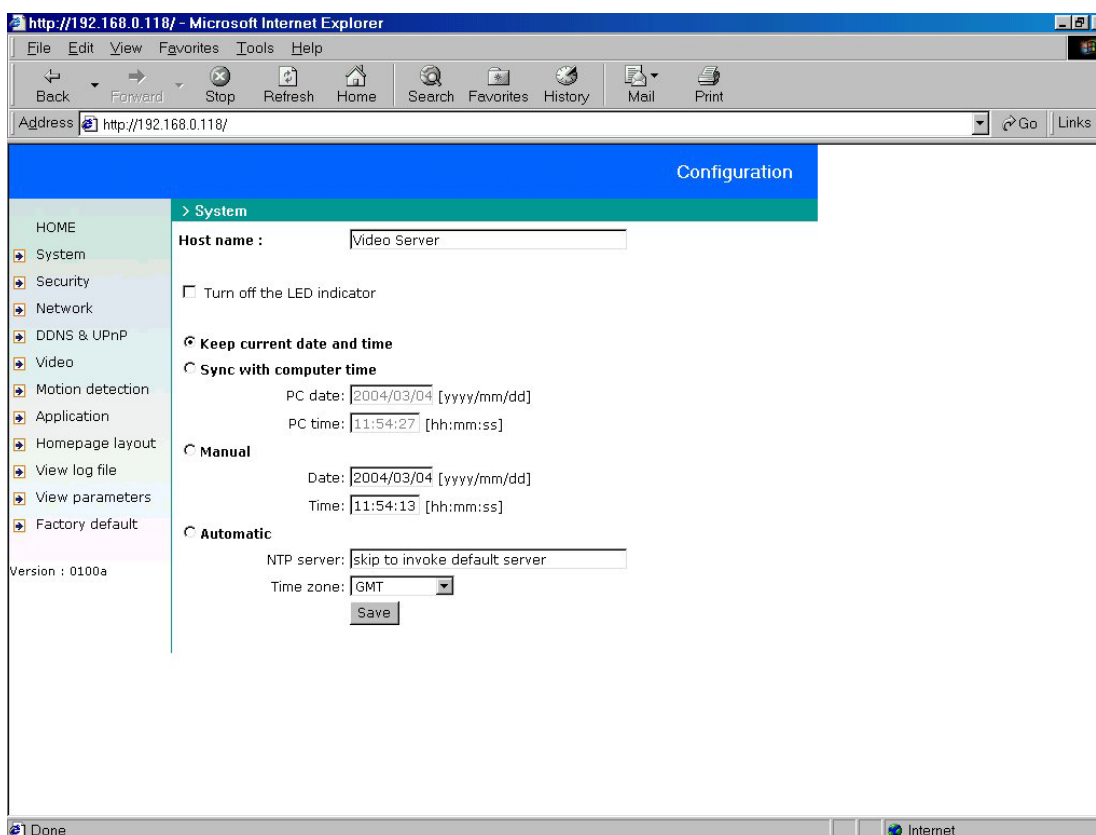 http://192.168.0.118/ - Microsoft Internet Explorer
File Edit View Favorites Tools Help
Back Forward Stop Refresh Home Search Favorites History Mail Print
Address http://192.168.0.118/ Go Links
Configuration
> System
HOME
System
Security
Network
DDNS & UPnP
Video
Motion detection
Application
Homepage layout
View log file
View parameters
Factory default
Version : 0100a
Host name : Video Server
Turn off the LED indicator
Keep current date and time
Sync with computer time
PC date: 2004/03/04 [yyyy/mm/dd]
PC time: 11:54:27 [hh:mm:ss]
Manual
Date: 2004/03/04 [yyyy/mm/dd]
Time: 11:54:13 [hh:mm:ss]
Automatic
NTP server: skip to invoke default server
Time zone: GMT
Save
Done Internet